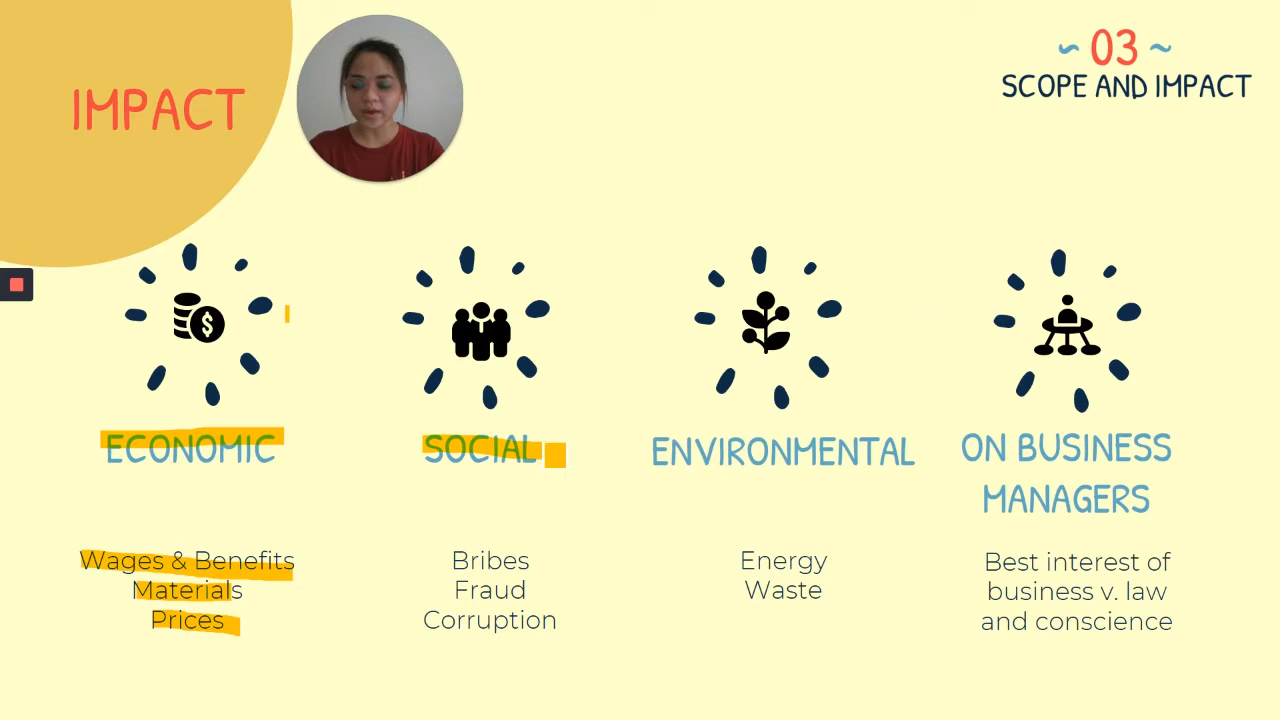 IMPACT
~ 03 ~
SCOPE AND IMPACT
ECONOMIC
Wages & Benefits
Materials
Prices
SOCIAL
Bribes
Fraud
Corruption
ENVIRONMENTAL
Energy
Waste
ON BUSINESS
MANAGERS
Best interest of
business v. law
and conscience